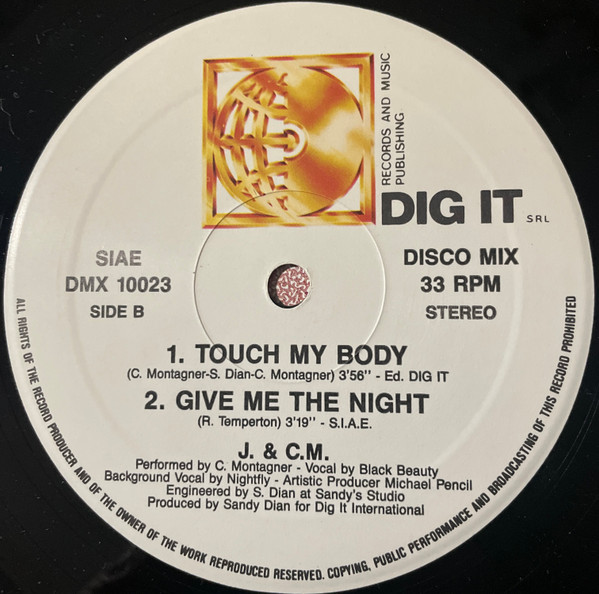 RECORDS AND MUSIC
PUBLISHING
DIG IT SRL
SIAE
DMX 10023
SIDE B
DISCO MIX
33 RPM
STEREO
1. TOUCH MY BODY
(C. Montagner-S. Dian-C. Montagner) 3'56" - Ed. DIG IT
2. GIVE ME THE NIGHT
(R. Temperton) 3'19" - S.I.A.E.
J. & C.M.
Performed by C. Montagner - Vocal by Black Beauty
Background Vocal by Nightfly - Artistic Producer Michael Pencil
Engineered by S. Dian at Sandy's Studio
Produced by Sandy Dian for Dig It International
ALL RIGHTS OF THE RECORD PRODUCER AND OF THE OWNER OF THE WORK REPRODUCED RESERVED. COPYING, PUBLIC PERFORMANCE AND BROADCASTING OF THIS RECORD PROHIBITED